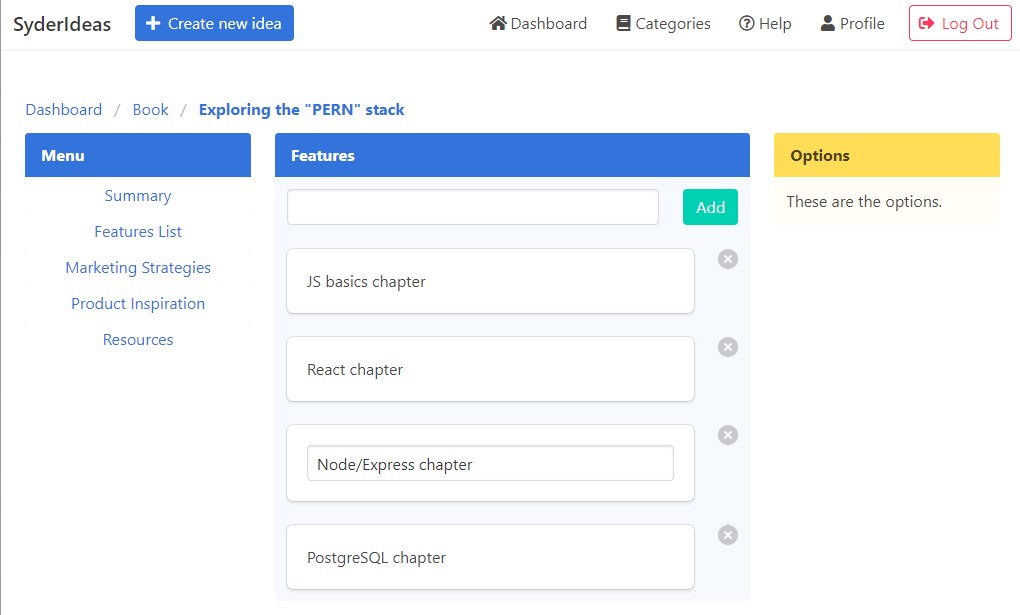 SyderIdeas
Create new idea
Dashboard
Categories
Help
Profile
Log Out
Dashboard / Book / Exploring the "PERN" stack
Menu
Summary
Features List
Marketing Strategies
Product Inspiration
Resources
Features
Add
JS basics chapter
React chapter
Node/Express chapter
PostgreSQL chapter
Options
These are the options.